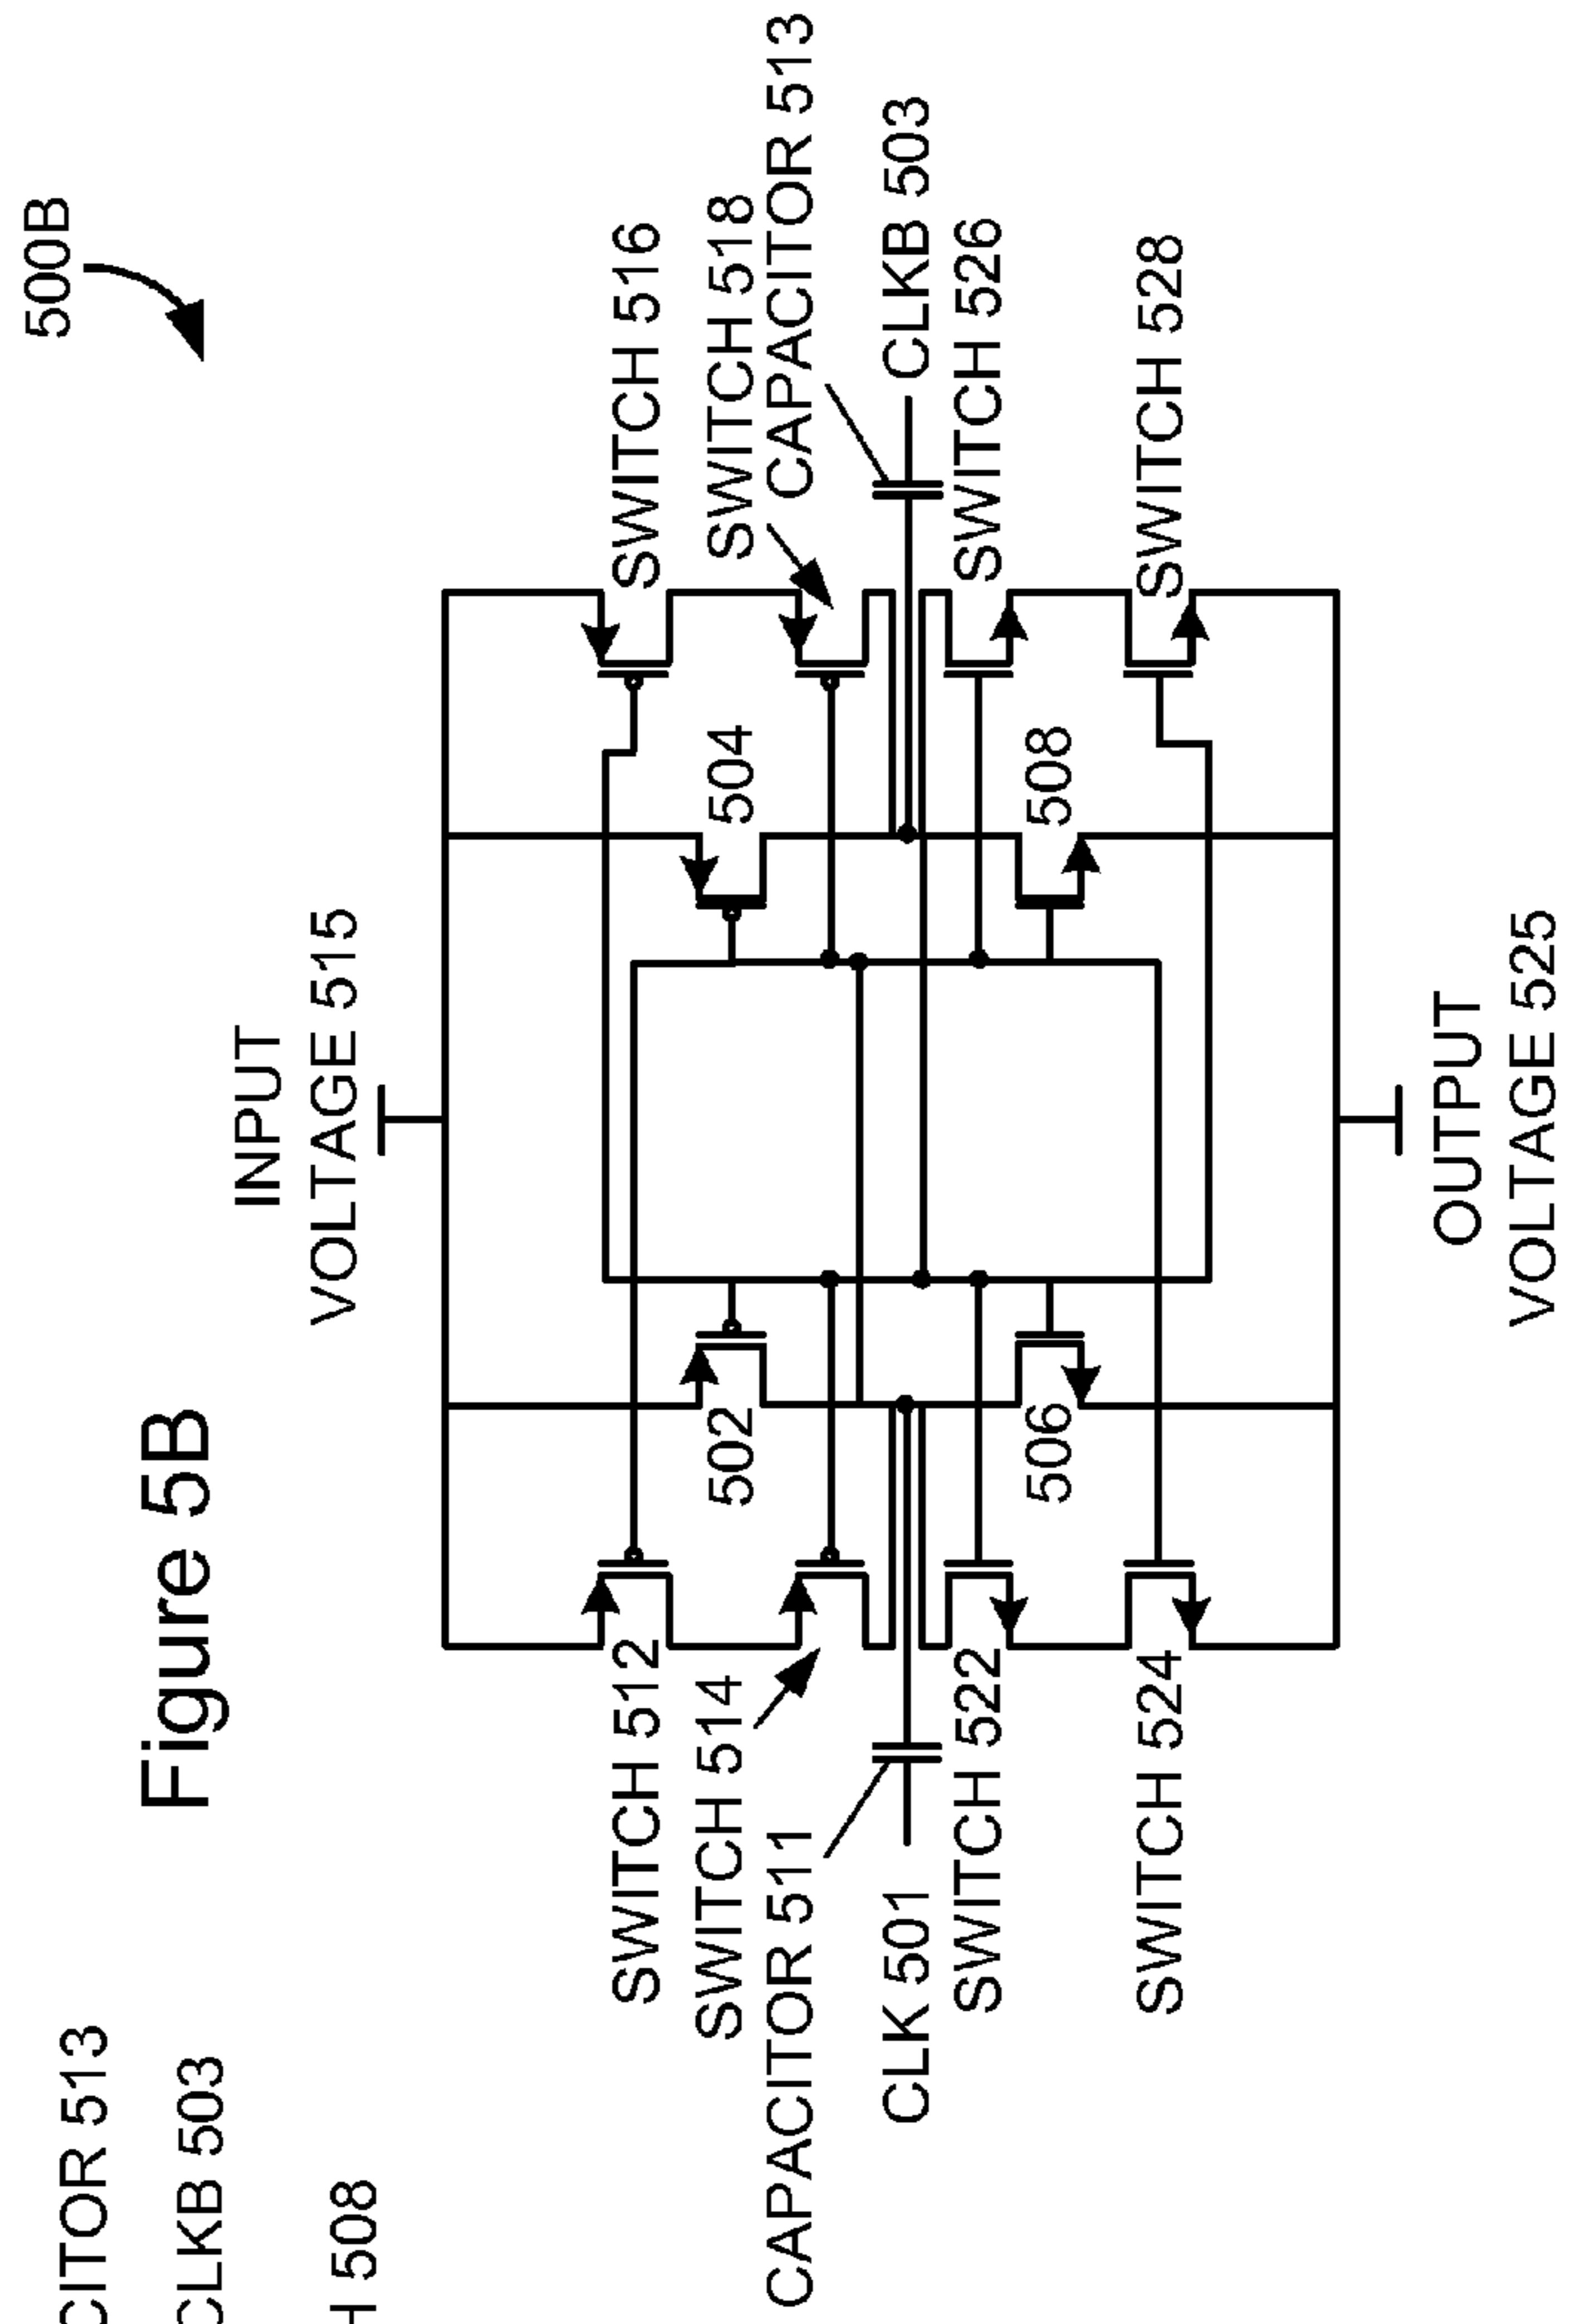 500B
Figure 5B
INPUT
VOLTAGE 515
SWITCH 512
SWITCH 516
SWITCH 514
502
504
SWITCH 518
CAPACITOR 511
CAPACITOR 513
CLK 501
CLKB 503
SWITCH 522
506
508
SWITCH 526
SWITCH 524
SWITCH 528
OUTPUT
VOLTAGE 525
CITOR 513
CLKB 503
H 508